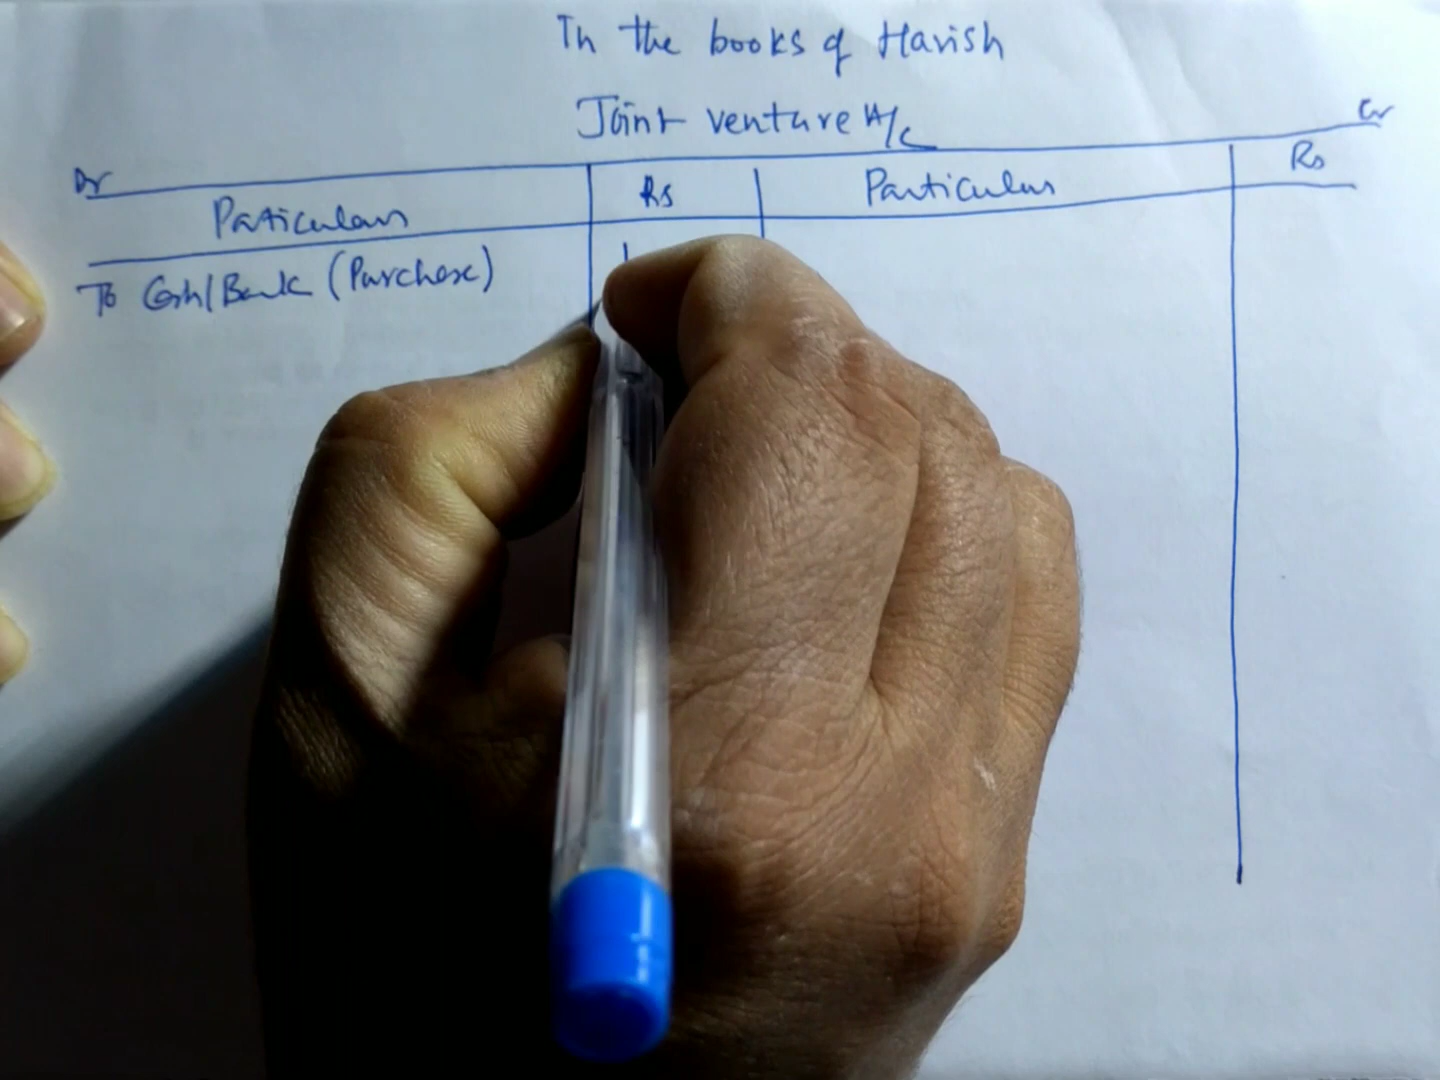 In the books of Harish
Joint venture A/c
Dr Cr
Particulars Rs Particulars Rs
To Cash/Bank (Purchase)